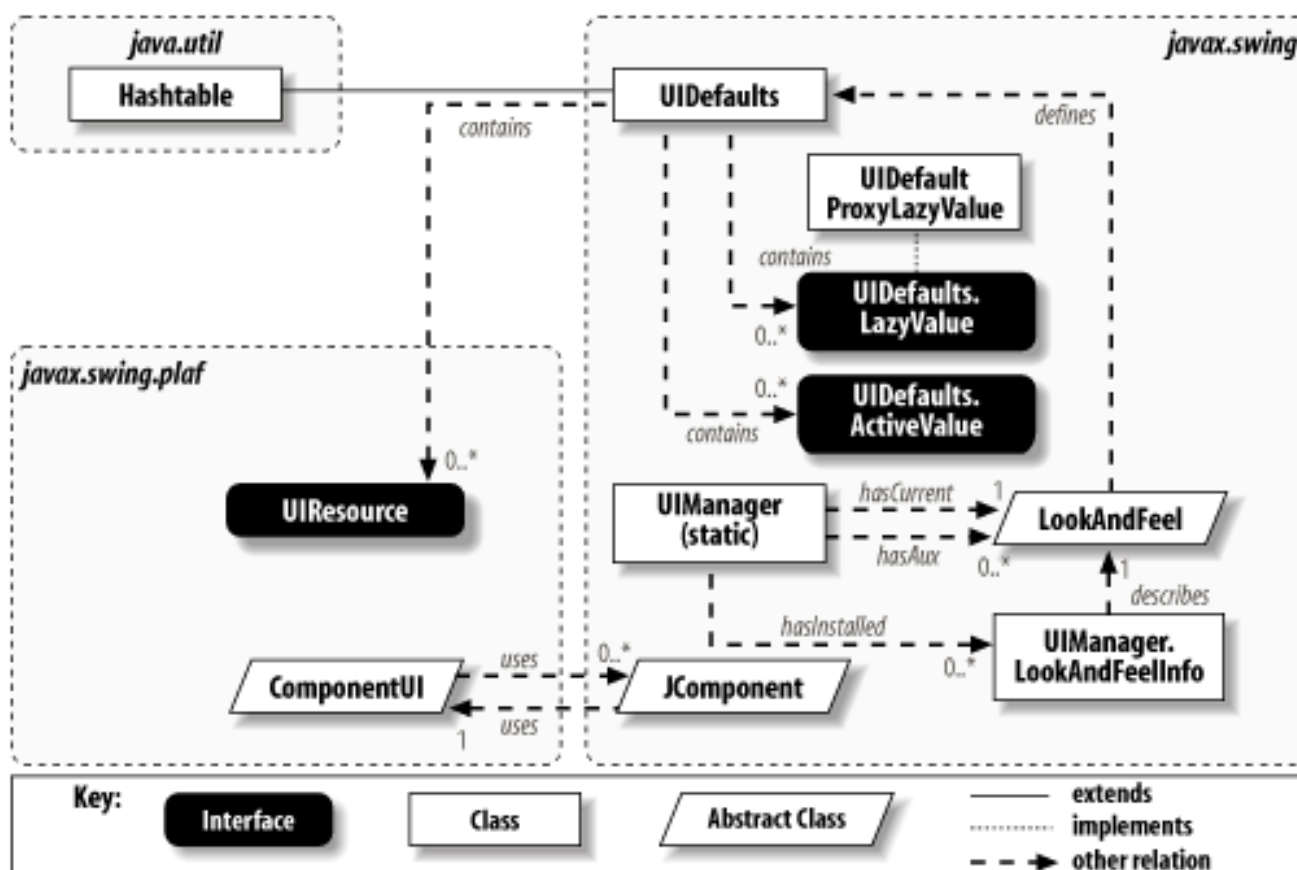 java.util
javax.swing
Hashtable
UIDefaults
contains
defines
UIDefault
ProxyLazyValue
contains
UIDefaults.
LazyValue
0..*
javax.swing.plaf
0..*
UIDefaults.
ActiveValue
contains
0..*
UIResource
UIManager
(static)
hasCurrent
1
LookAndFeel
hasAux
0..*
1
describes
hasInstalled
0..*
UIManager.
LookAndFeelInfo
ComponentUI
uses
0..*
JComponent
1
uses
Key:
Interface
Class
Abstract Class
extends
implements
other relation